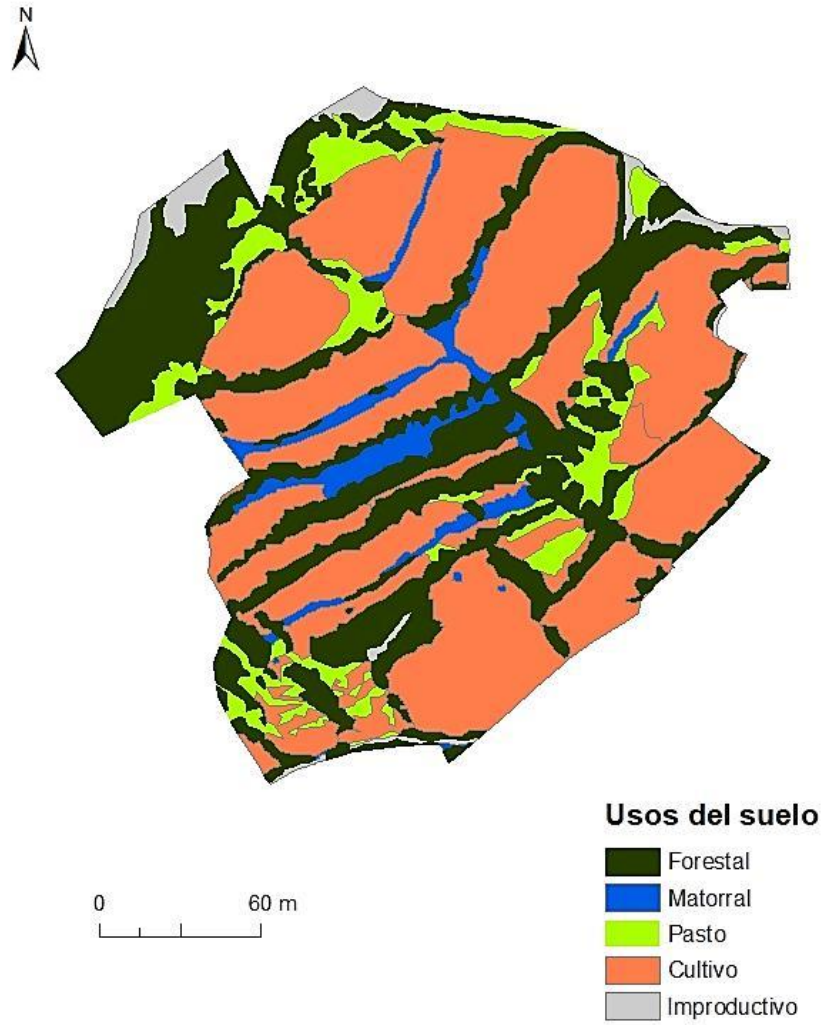 N
Usos del suelo
Forestal
Matorral
Pasto
Cultivo
Improductivo
0 60 m